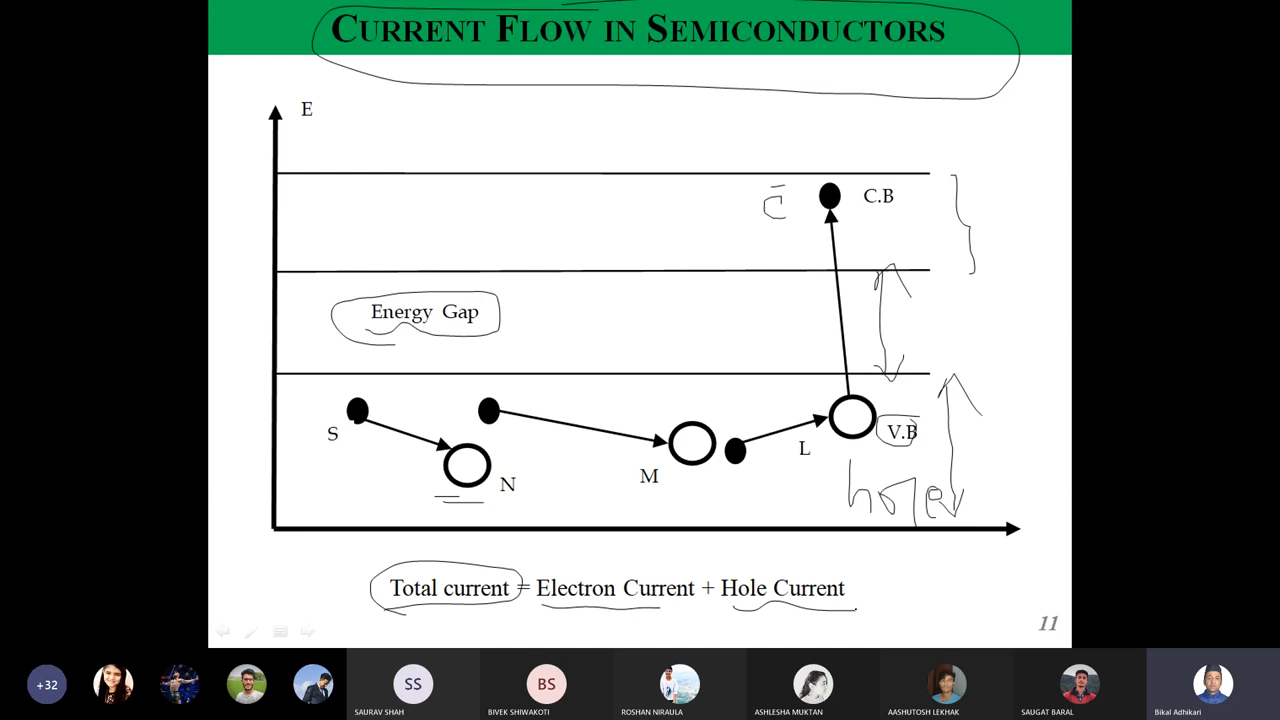 CURRENT FLOW IN SEMICONDUCTORS
E
C.B
Energy Gap
S
V.B
L
M
N
hole
Total current = Electron Current + Hole Current
11
+32
SS
BS
SAURAV SHAH
BIVEK SHIWAKOTI
ROSHAN NIRAULA
ASHLESHA MUKTAN
AASHUTOSH LEKHAK
SAUGAT BARAL
Bikal Adhikari